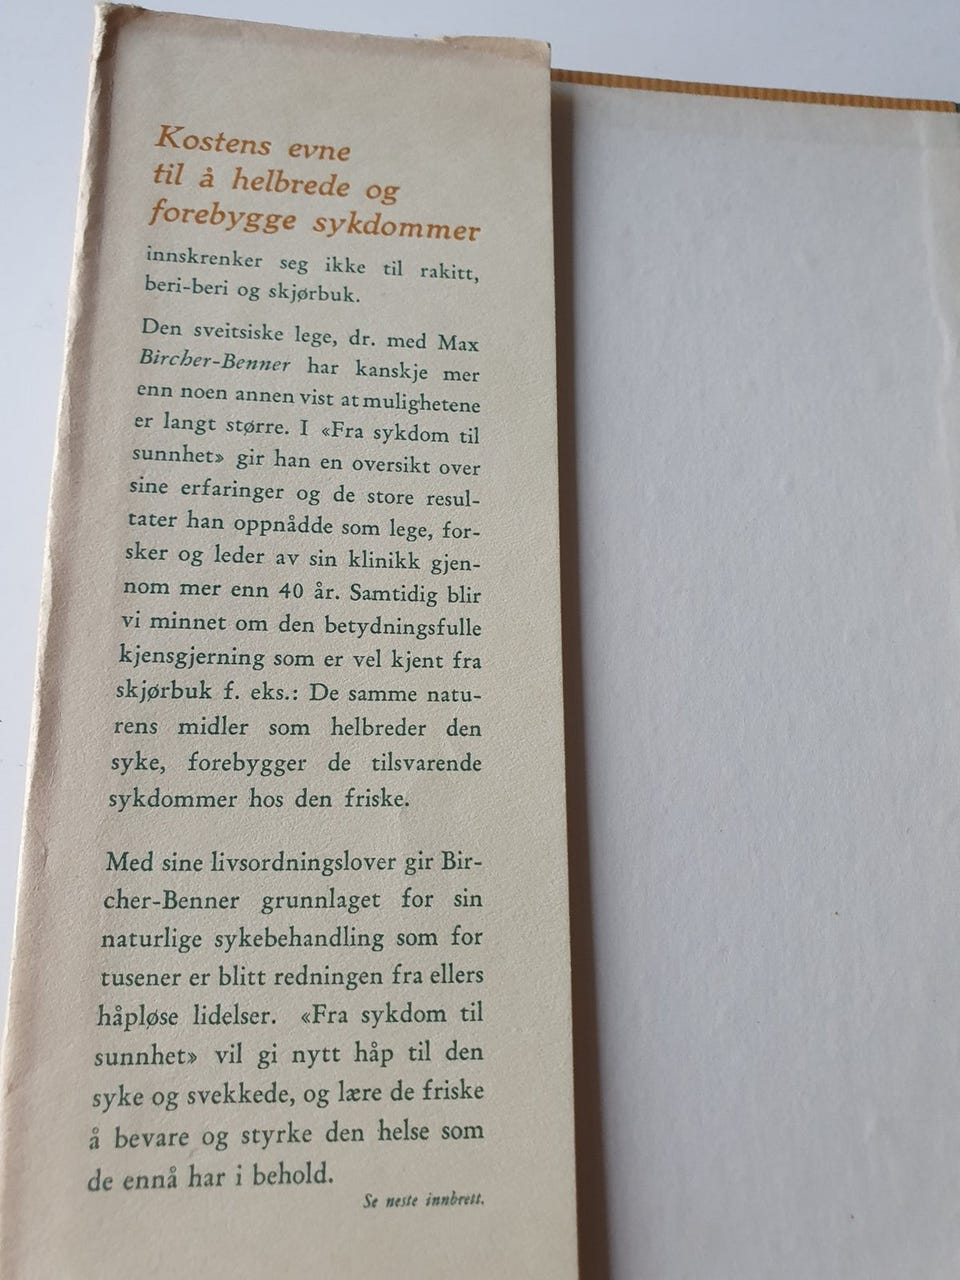 Kostens evne
til å helbrede og
forebygge sykdommer
innskrenker seg ikke til rakitt,
beri-beri og skjørbuk.
Den sveitsiske lege, dr. med Max
Bircher-Benner har kanskje mer
enn noen annen vist at mulighetene
er langt større. I «Fra sykdom til
sunnhet» gir han en oversikt over
sine erfaringer og de store resul-
tater han oppnådde som lege, for-
sker og leder av sin klinikk gjen-
nom mer enn 40 år. Samtidig blir
vi minnet om den betydningsfulle
kjensgjerning som er vel kjent fra
skjørbuk f. eks.: De samme natu-
rens midler som helbreder den
syke, forebygger de tilsvarende
sykdommer hos den friske.
Med sine livsordningslover gir Bir-
cher-Benner grunnlaget for sin
naturlige sykebehandling som for
tusener er blitt redningen fra ellers
håpløse lidelser. «Fra sykdom til
sunnhet» vil gi nytt håp til den
syke og svekkede, og lære de friske
å bevare og styrke den helse som
de ennå har i behold.
Se neste innbrett.